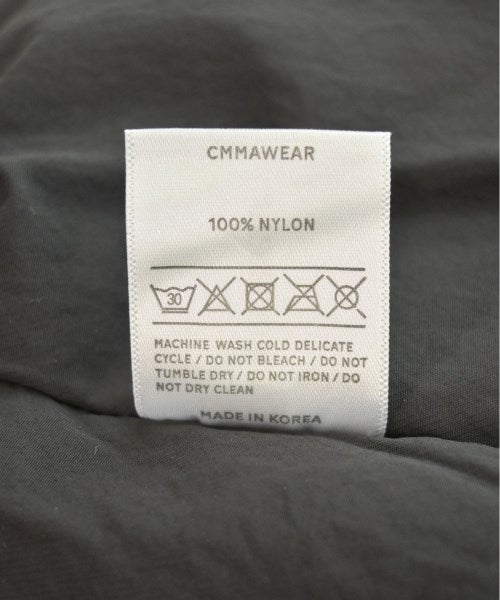 CMMAWEAR
100% NYLON
30
MACHINE WASH COLD DELICATE
CYCLE / DO NOT BLEACH / DO NOT
TUMBLE DRY / DO NOT IRON / DO
NOT DRY CLEAN
MADE IN KOREA